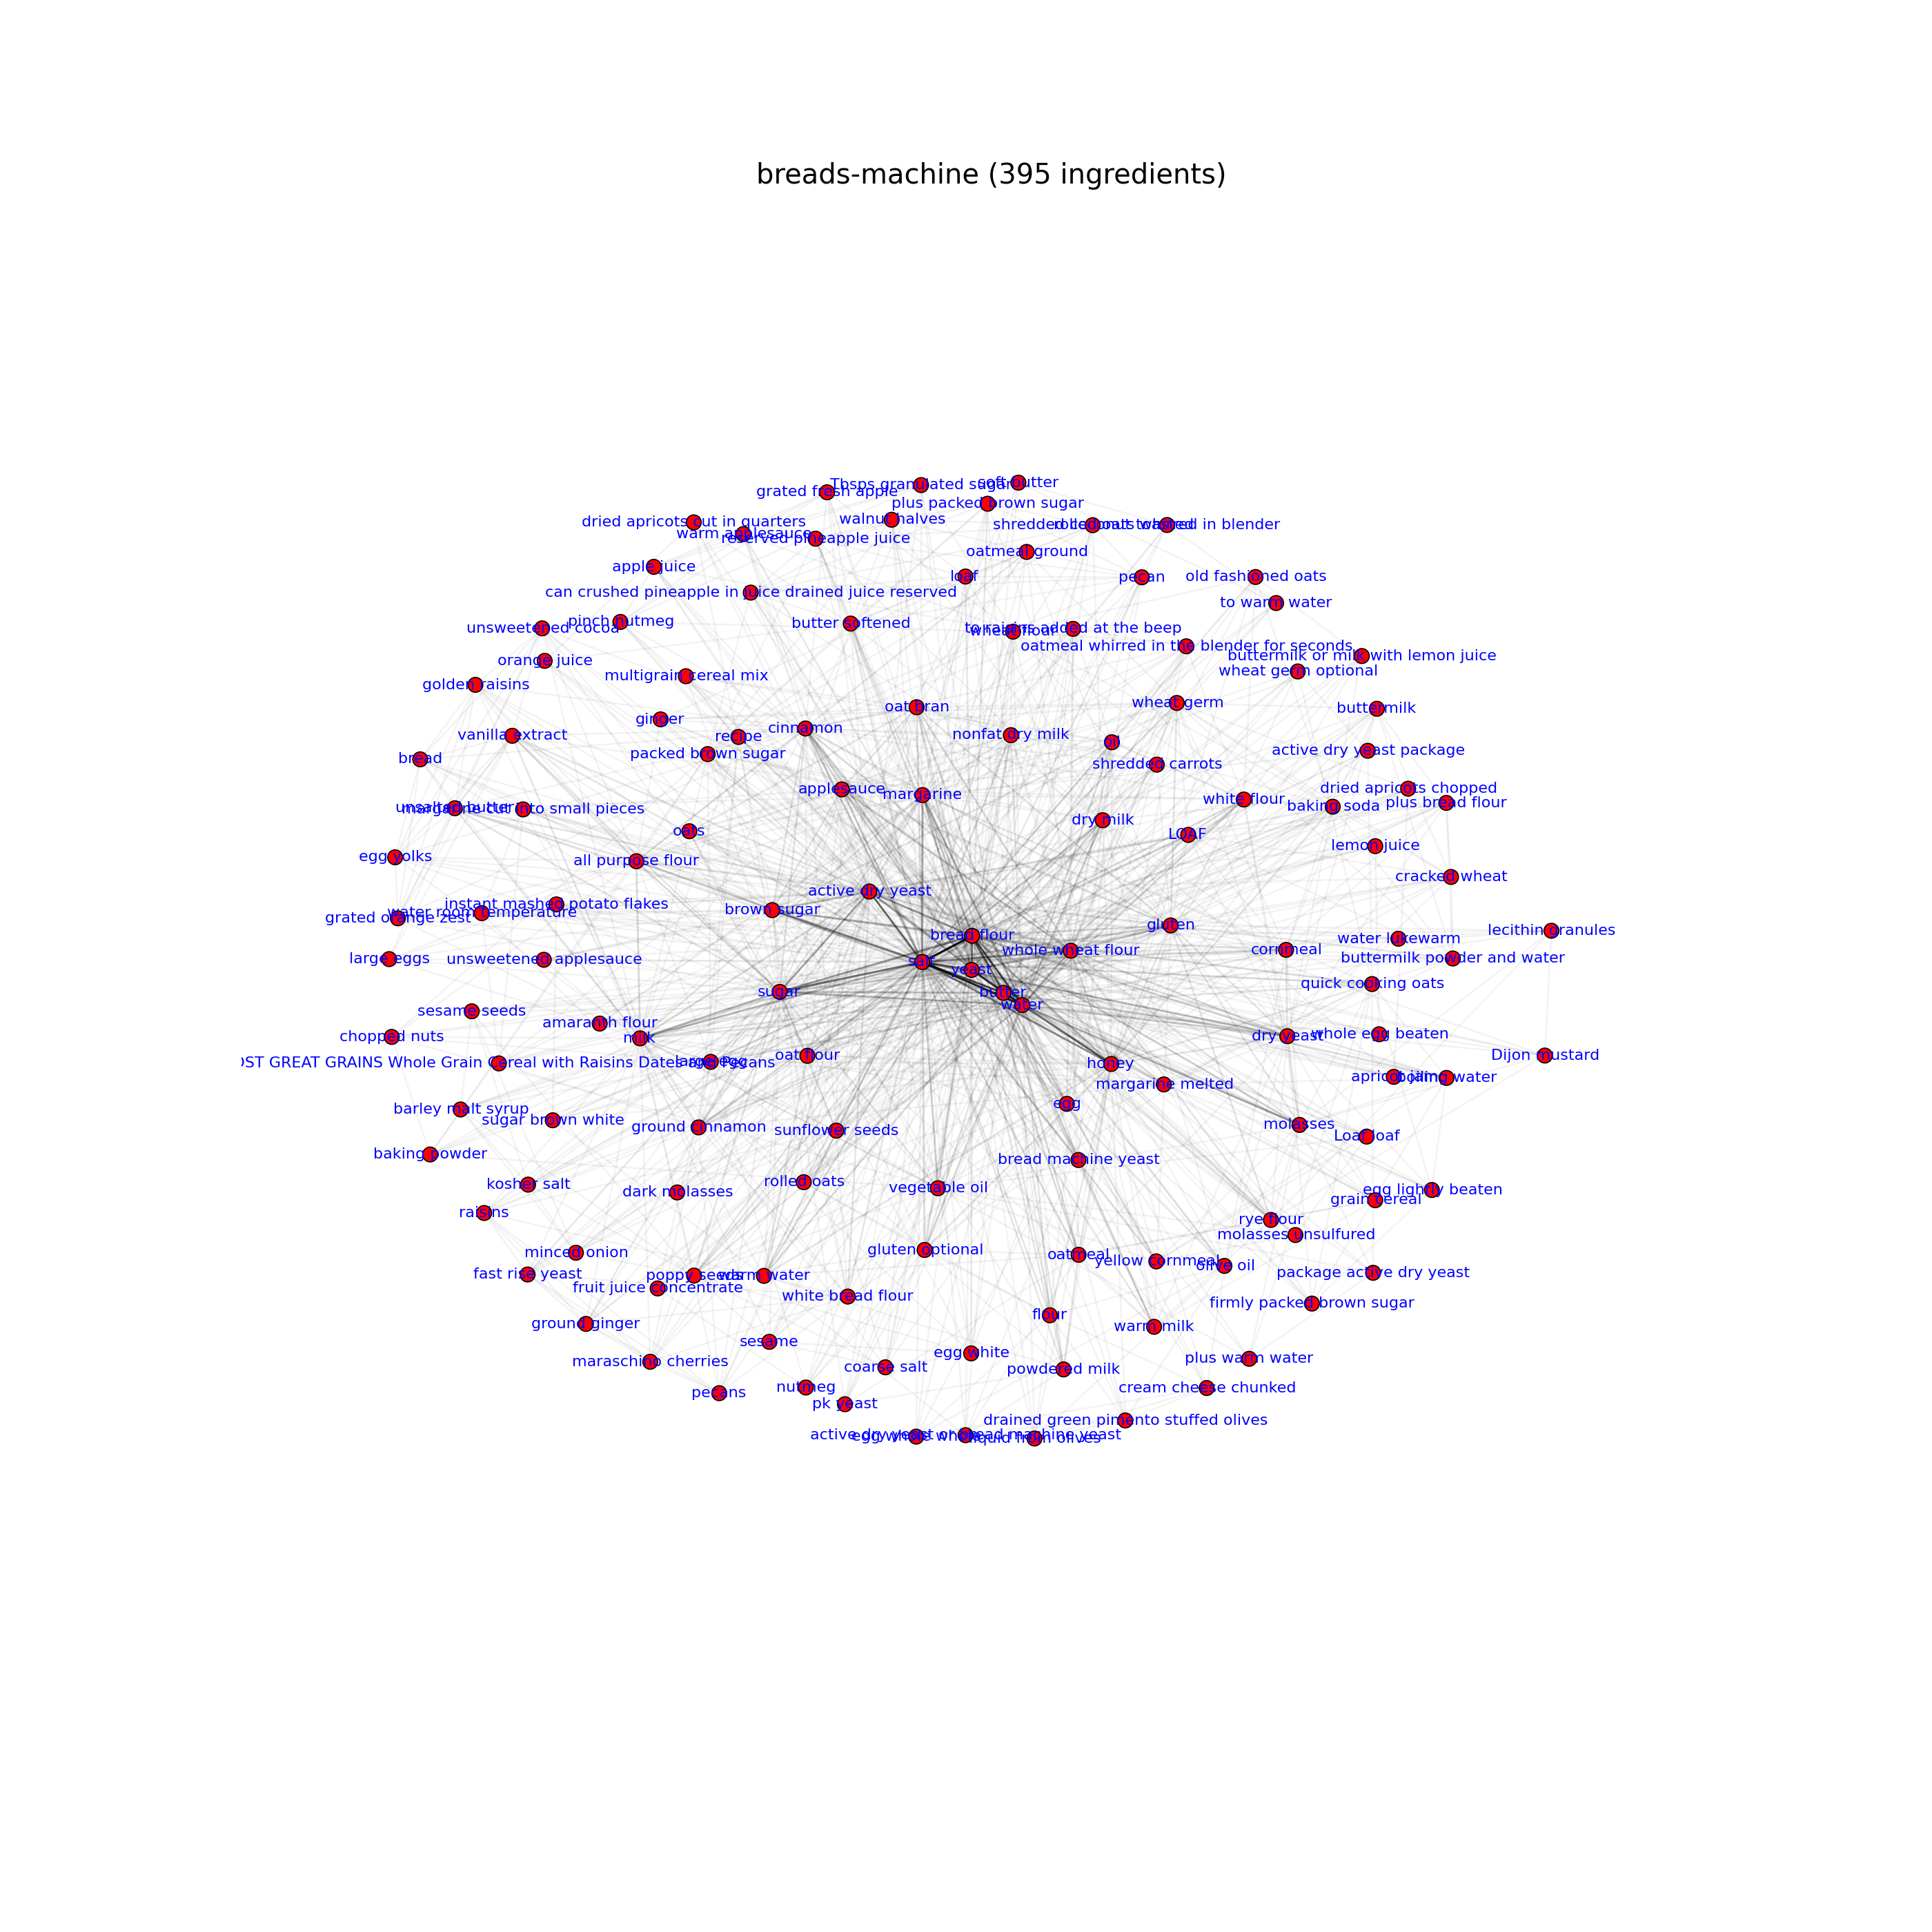 breads-machine (395 ingredients)
Tbsps granulated sugar
soft butter
grated fresh apple
plus packed brown sugar
walnut halves
dried apricots cut in quarters
shredded coconut toasted
rolled oats whirred in blender
warm applesauce
reserved pineapple juice
oatmeal ground
apple juice
loaf
pecan
old fashioned oats
can crushed pineapple in juice drained juice reserved
to warm water
pinch nutmeg
butter softened
unsweetened cocoa
wheat flour
to raisins added at the beep
oatmeal whirred in the blender for seconds
orange juice
buttermilk or milk with lemon juice
wheat germ optional
multigrain cereal mix
golden raisins
wheat germ
oat bran
buttermilk
ginger
cinnamon
vanilla extract
recipe
nonfat dry milk
oil
packed brown sugar
active dry yeast package
bread
shredded carrots
applesauce
margarine
dried apricots chopped
white flour
unsalted butter
margarine cut into small pieces
baking soda
plus bread flour
dry milk
oats
LOAF
lemon juice
egg yolks
all purpose flour
cracked wheat
active dry yeast
instant mashed potato flakes
brown sugar
water room temperature
grated orange zest
gluten
lecithin granules
bread flour
water lukewarm
whole wheat flour
cornmeal
large eggs
unsweetened applesauce
salt
buttermilk powder and water
yeast
quick cooking oats
sugar
butter
water
sesame seeds
amaranth flour
chopped nuts
milk
dry yeast
whole egg beaten
oat flour
Dijon mustard
OST GREAT GRAINS Whole Grain Cereal with Raisins Dates and Pecans
large egg
honey
apricot jam
boiling water
margarine melted
egg
barley malt syrup
sugar brown white
ground cinnamon
sunflower seeds
molasses
Loaf loaf
baking powder
bread machine yeast
kosher salt
rolled oats
dark molasses
vegetable oil
egg lightly beaten
grain cereal
raisins
rye flour
molasses unsulfured
minced onion
gluten optional
oatmeal
yellow cornmeal
olive oil
fast rise yeast
poppy seeds
warm water
package active dry yeast
fruit juice concentrate
white bread flour
firmly packed brown sugar
flour
ground ginger
warm milk
sesame
egg white
maraschino cherries
coarse salt
powdered milk
plus warm water
pecans
nutmeg
cream cheese chunked
pk yeast
drained green pimento stuffed olives
active dry yeast or bread machine yeast
egg white
liquid from olives